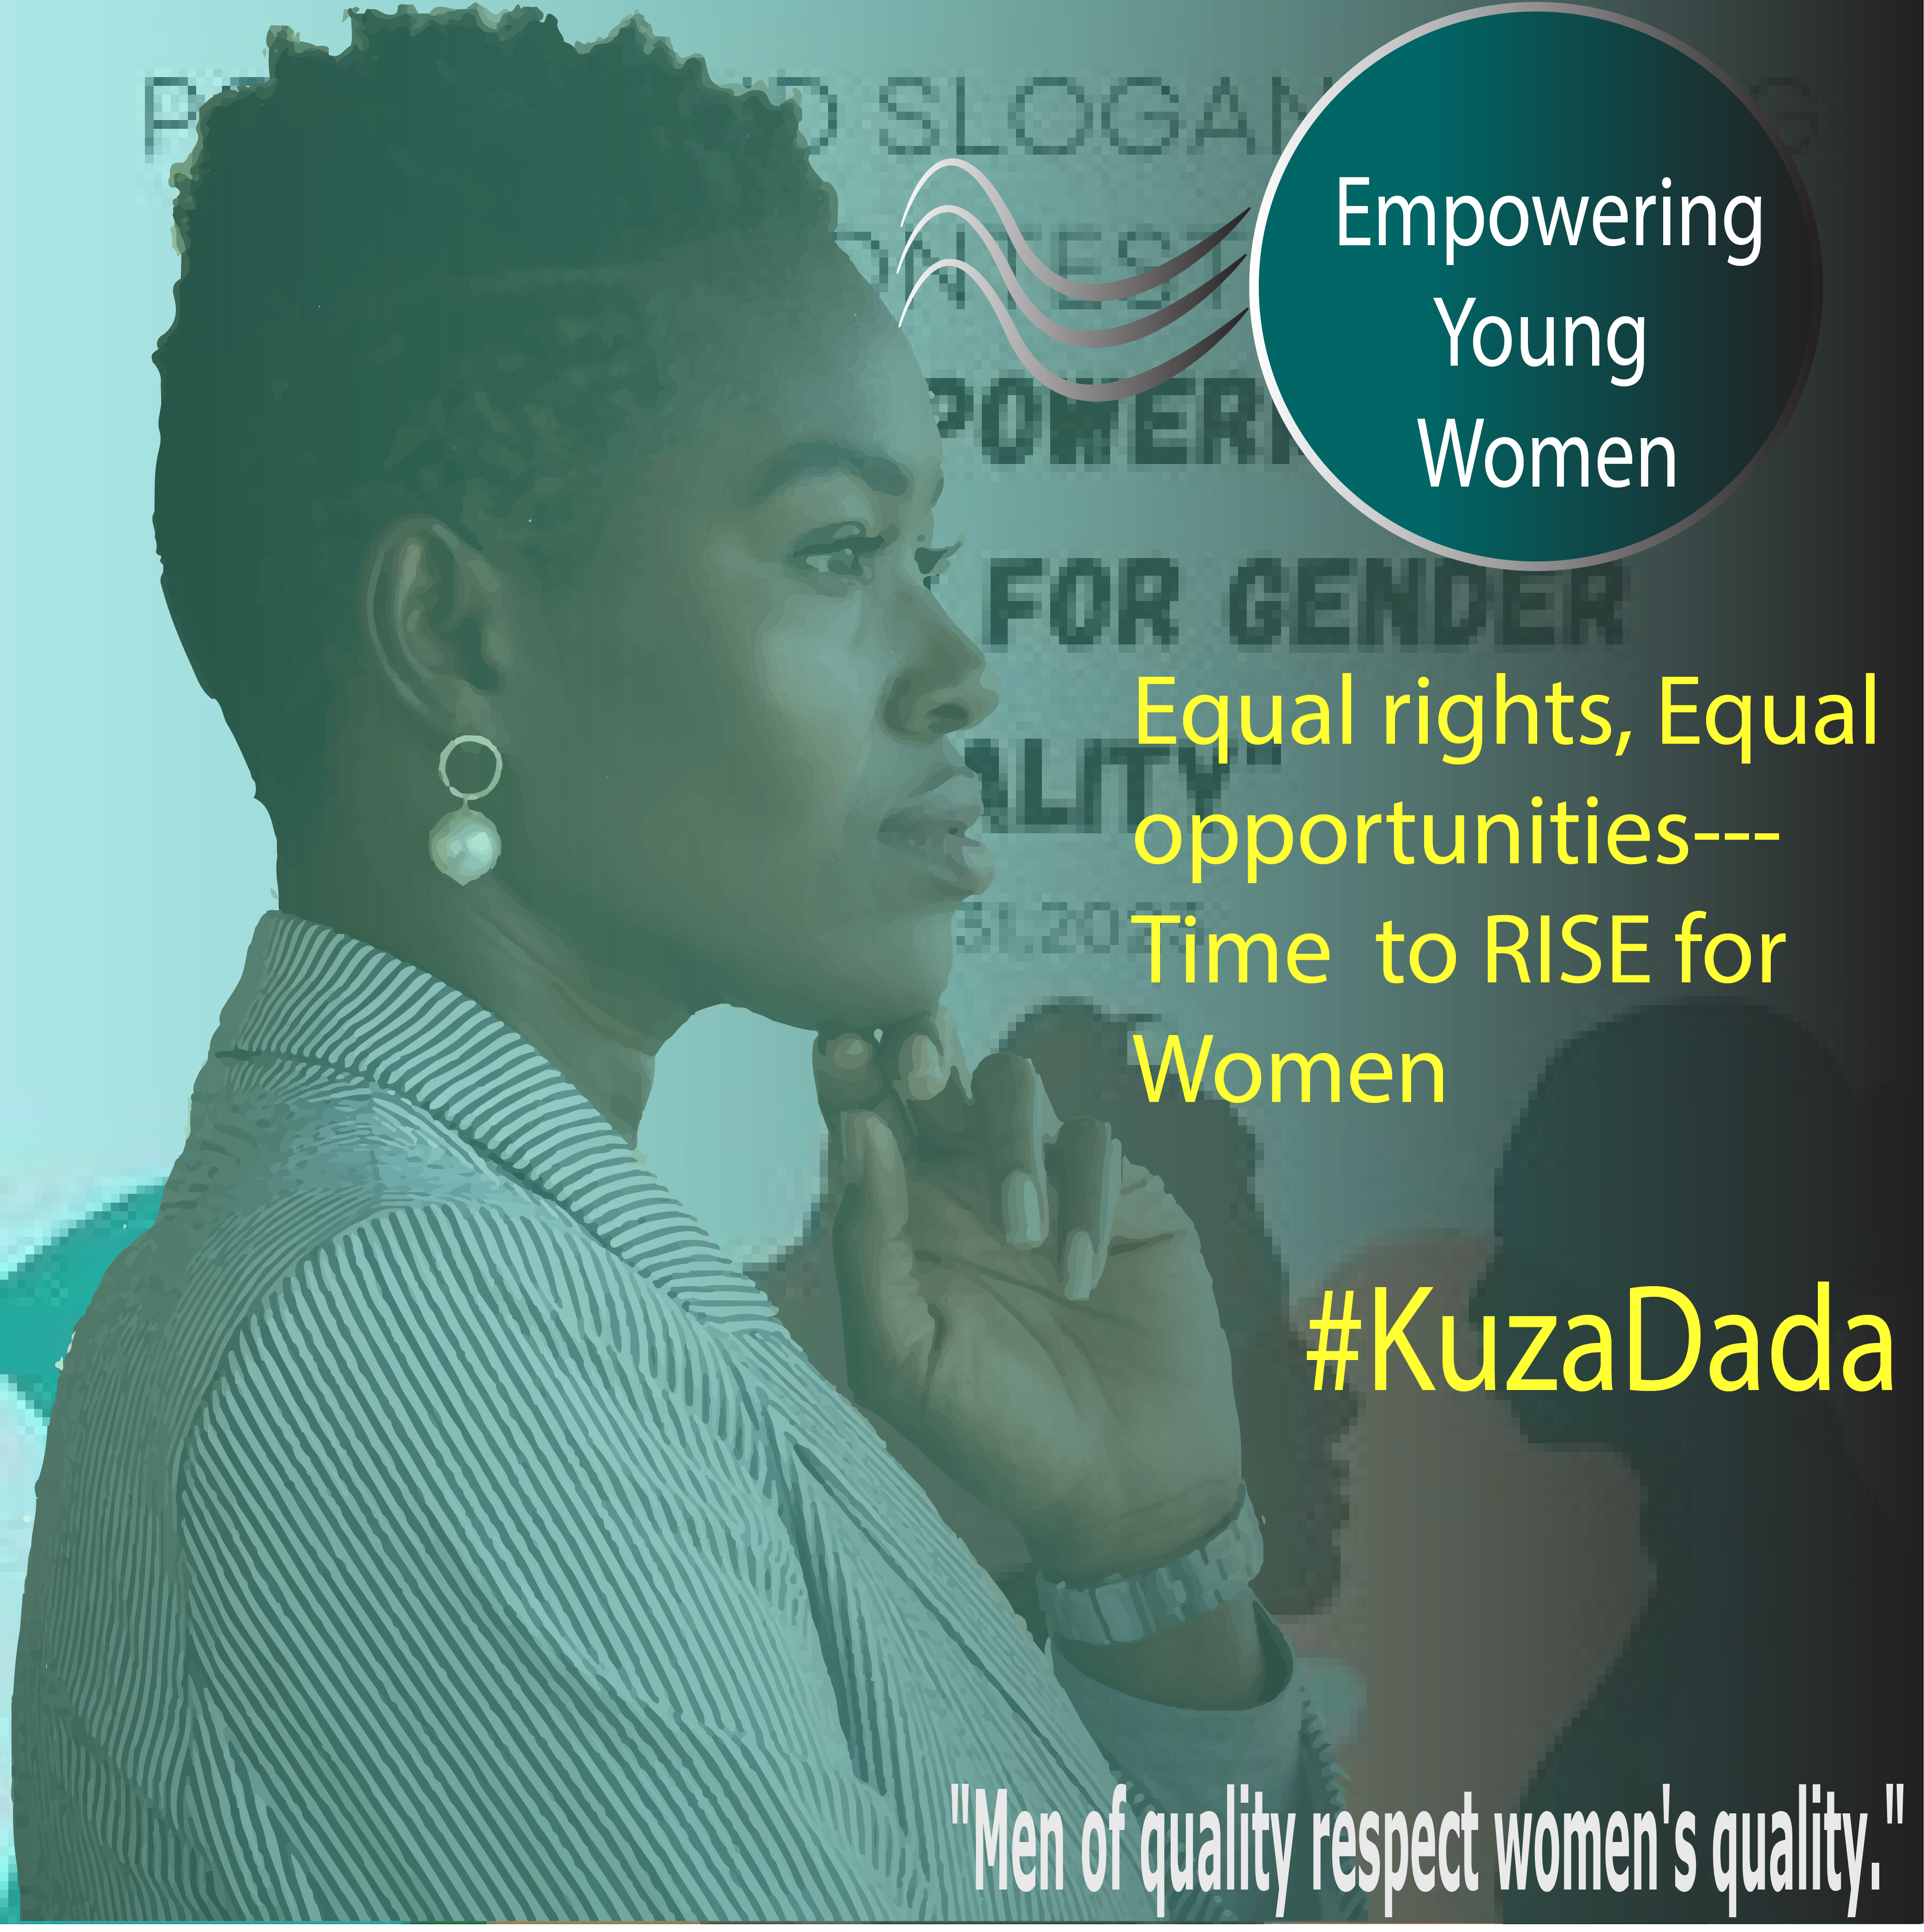 SLOGAN
Empowering
Young
Women
FOR GENDER
Equal rights, Equal
opportunities---
Time to RISE for
Women
#KuzaDada
"Men of quality respect women's quality."